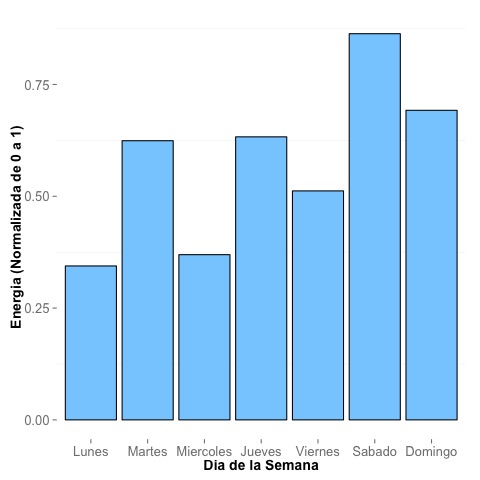 Energia (Normalizada de 0 a 1)
0.75
0.50
0.25
0.00
Lunes Martes Miercoles Jueves Viernes Sabado Domingo
Dia de la Semana